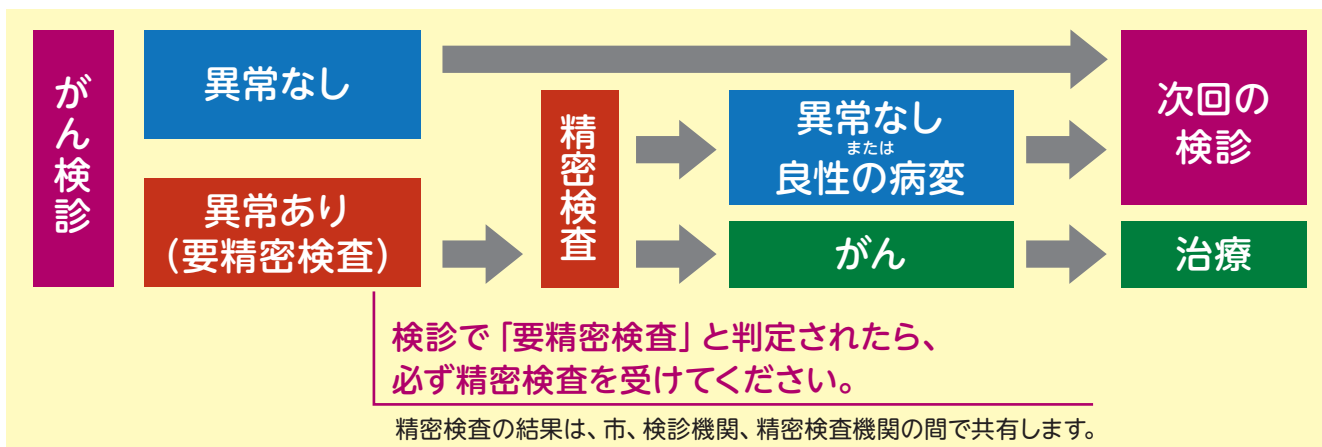 がん検診
異常なし
異常あり
（要精密検査）
精密検査
異常なし
または
良性の病変
がん
次回の
検診
治療
検診で「要精密検査」と判定されたら、
必ず精密検査を受けてください。
精密検査の結果は、市、検診機関、精密検査機関の間で共有します。